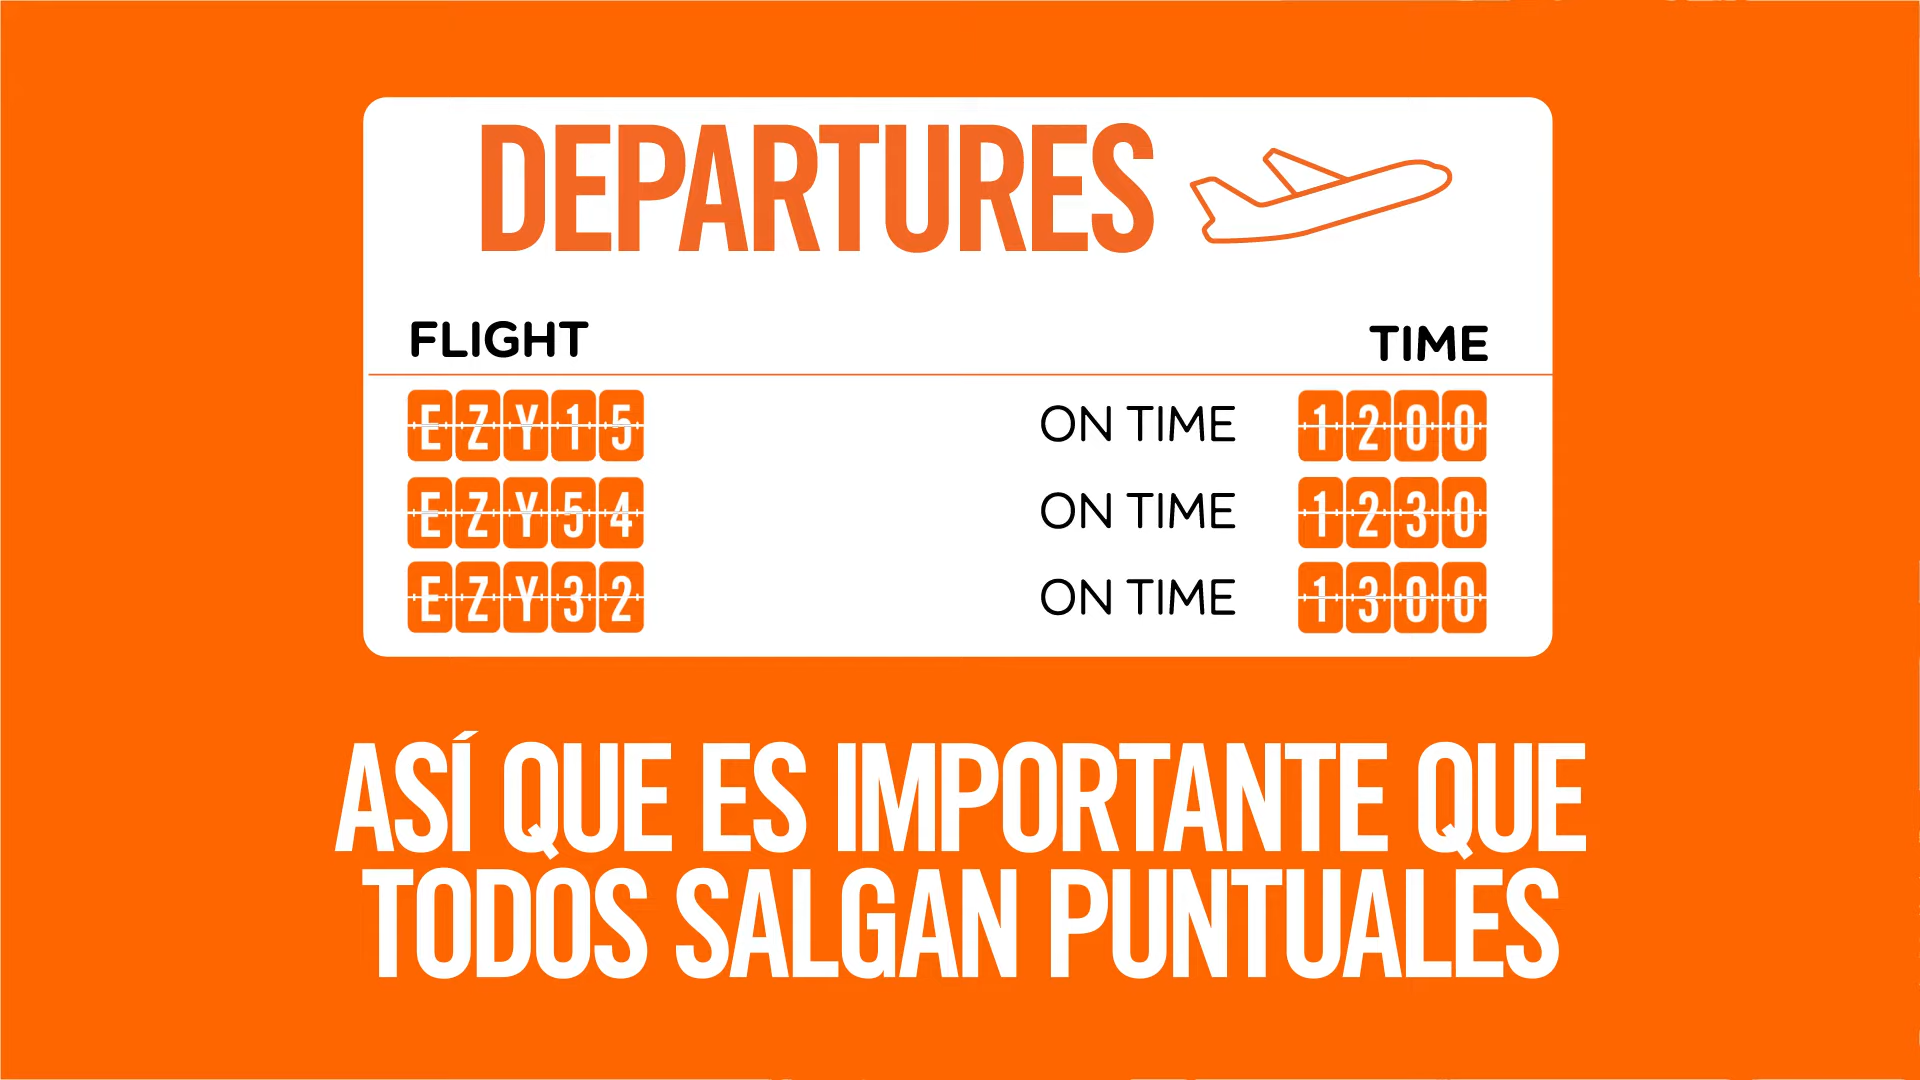 DEPARTURES
FLIGHT TIME
EZY15 ON TIME 1200
EZY54 ON TIME 1230
EZY32 ON TIME 1300
ASÍ QUE ES IMPORTANTE QUE
TODOS SALGAN PUNTUALES